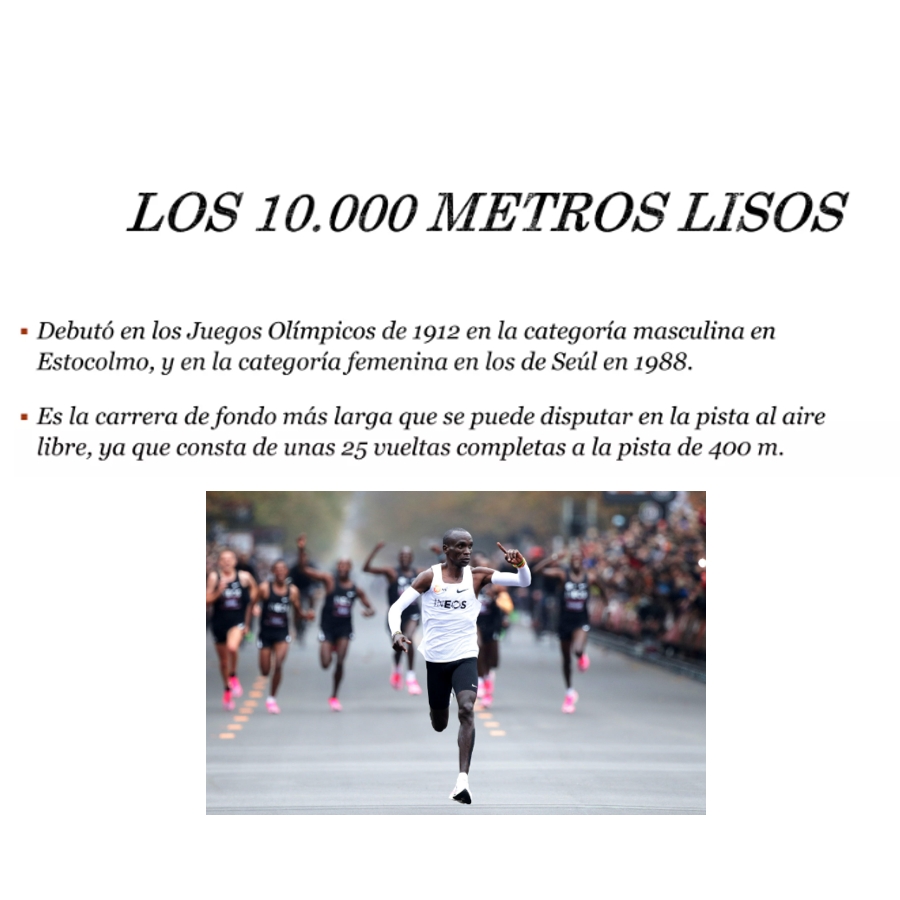 LOS 10.000 METROS LISOS
▪ Debutó en los Juegos Olímpicos de 1912 en la categoría masculina en
Estocolmo, y en la categoría femenina en los de Seúl en 1988.
▪ Es la carrera de fondo más larga que se puede disputar en la pista al aire
libre, ya que consta de unas 25 vueltas completas a la pista de 400 m.
INEOS